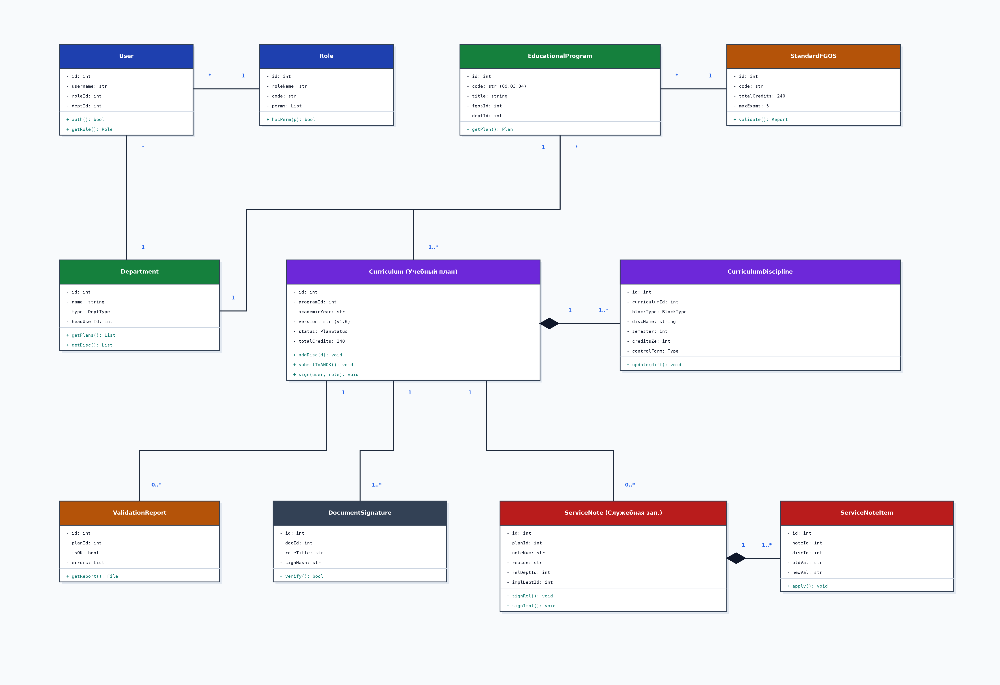 User
- id: int
- username: str
- roleId: int
- deptId: int
+ auth(): bool
+ getRole(): Role
*
1
Role
- id: int
- roleName: str
- code: str
- perms: List
+ hasPerm(p): bool
EducationalProgram
- id: int
- code: str (09.03.04)
- title: string
- fgosId: int
- deptId: int
+ getPlan(): Plan
*
1
StandardFGOS
- id: int
- code: str
- totalCredits: 240
- maxExams: 5
+ validate(): Report
*
1
*
1
1..*
Department
- id: int
- name: string
- type: DeptType
- headUserId: int
+ getPlans(): List
+ getDisc(): List
1
Curriculum (Учебный план)
- id: int
- programId: int
- academicYear: str
- version: str (v1.0)
- status: PlanStatus
- totalCredits: 240
+ addDisc(d): void
+ submitToANOK(): void
+ sign(user, role): void
1
1..*
CurriculumDiscipline
- id: int
- curriculumId: int
- blockType: BlockType
- discName: string
- semester: int
- creditsZe: int
- controlForm: Type
+ update(diff): void
1
1
1
0..*
1..*
0..*
ValidationReport
- id: int
- planId: int
- isOK: bool
- errors: List
+ getReport(): File
DocumentSignature
- id: int
- docId: int
- roleTitle: str
- signHash: str
+ verify(): bool
ServiceNote (Служебная зап.)
- id: int
- planId: int
- noteNum: str
- reason: str
- relDeptId: int
- implDeptId: int
+ signRel(): void
+ signImpl(): void
1
1..*
ServiceNoteItem
- id: int
- noteId: int
- discId: int
- oldVal: str
- newVal: str
+ apply(): void